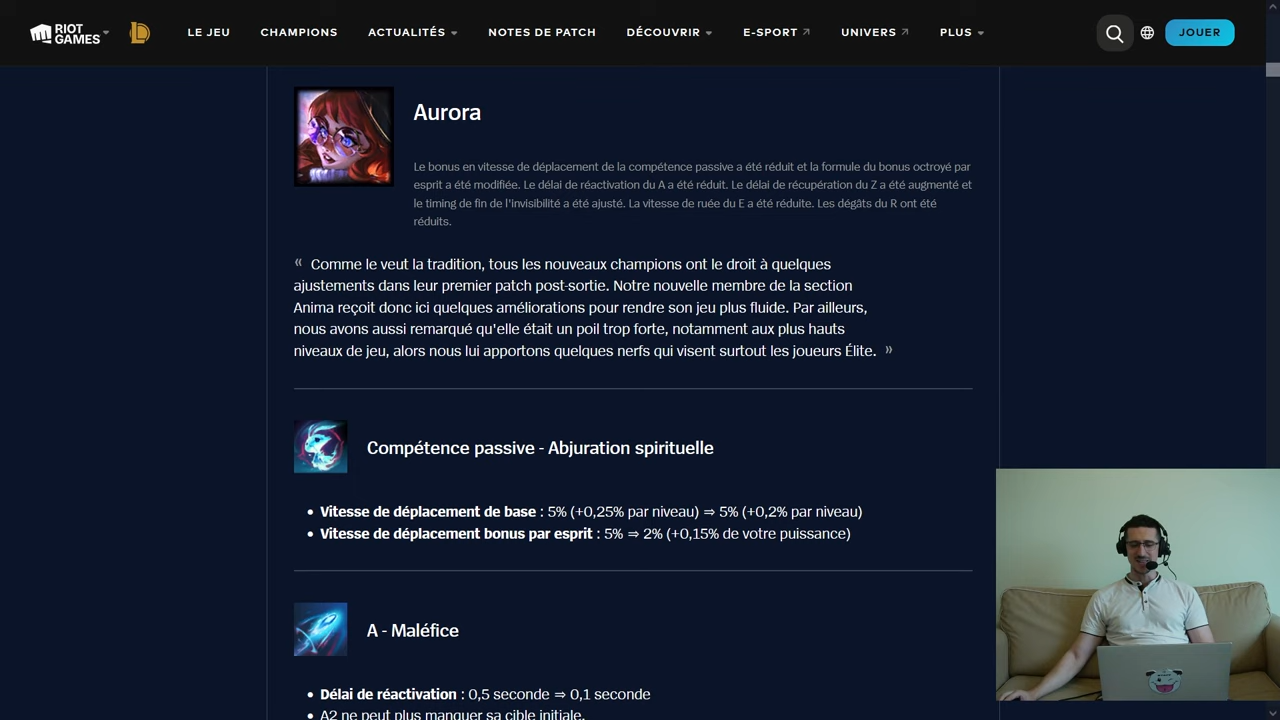 RIOT GAMES
LE JEU CHAMPIONS ACTUALITÉS NOTES DE PATCH DÉCOUVRIR E-SPORT UNIVERS PLUS JOUER
Aurora
Le bonus en vitesse de déplacement de la compétence passive a été réduit et la formule du bonus octroyé par
esprit a été modifiée. Le délai de réactivation du A a été réduit. Le délai de récupération du Z a été augmenté et
le timing de fin de l'invisibilité a été ajusté. La vitesse de ruée du E a été réduite. Les dégâts du R ont été
réduits.
« Comme le veut la tradition, tous les nouveaux champions ont le droit à quelques
ajustements dans leur premier patch post-sortie. Notre nouvelle membre de la section
Anima reçoit donc ici quelques améliorations pour rendre son jeu plus fluide. Par ailleurs,
nous avons aussi remarqué qu'elle était un poil trop forte, notamment aux plus hauts
niveaux de jeu, alors nous lui apportons quelques nerfs qui visent surtout les joueurs Élite. »
Compétence passive - Abjuration spirituelle
• Vitesse de déplacement de base : 5% (+0,25% par niveau) ⇒ 5% (+0,2% par niveau)
• Vitesse de déplacement bonus par esprit : 5% ⇒ 2% (+0,15% de votre puissance)
A - Maléfice
• Délai de réactivation : 0,5 seconde ⇒ 0,1 seconde
• A2 ne peut plus manquer sa cible initiale.